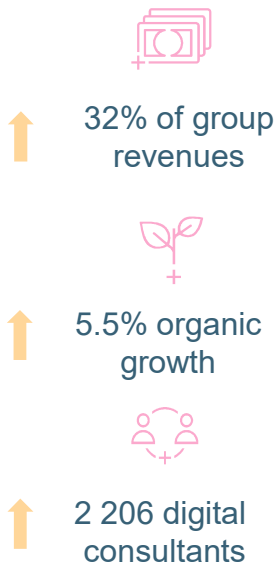 32% of group
revenues
5.5% organic
growth
2 206 digital
consultants